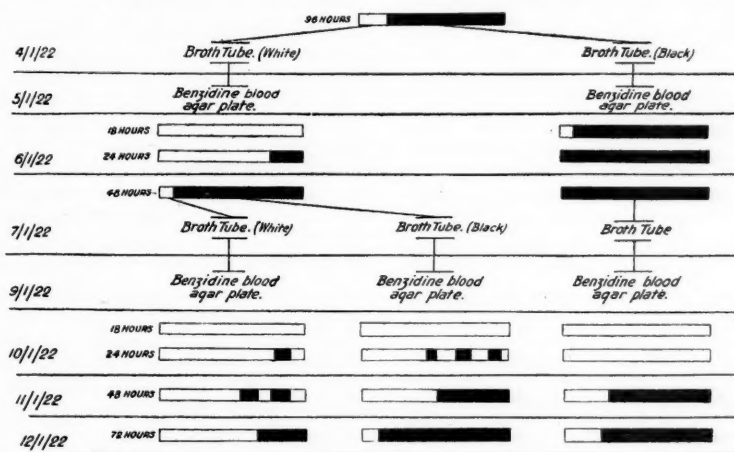 96 HOURS
4/1/22 Broth Tube. (White) Broth Tube. (Black)
5/1/22 Benzidine blood agar plate. Benzidine blood agar plate.
18 HOURS
6/1/22 24 HOURS
48 HOURS
7/1/22 Broth Tube. (White) Broth Tube. (Black) Broth Tube
9/1/22 Benzidine blood agar plate. Benzidine blood agar plate. Benzidine blood agar plate.
18 HOURS
10/1/22 24 HOURS
11/1/22 48 HOURS
12/1/22 72 HOURS